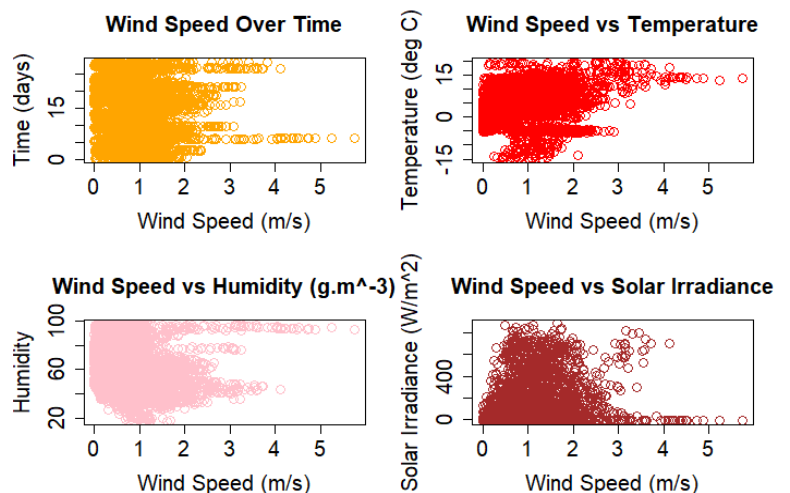 Wind Speed Over Time
Time (days)
15
0
0 1 2 3 4 5
Wind Speed (m/s)
Wind Speed vs Temperature
Temperature (deg C)
15
0
-15
0 1 2 3 4 5
Wind Speed (m/s)
Wind Speed vs Humidity (g.m^-3)
Humidity
100
60
20
0 1 2 3 4 5
Wind Speed (m/s)
Wind Speed vs Solar Irradiance
Solar Irradiance (W/m^2)
400
0
0 1 2 3 4 5
Wind Speed (m/s)